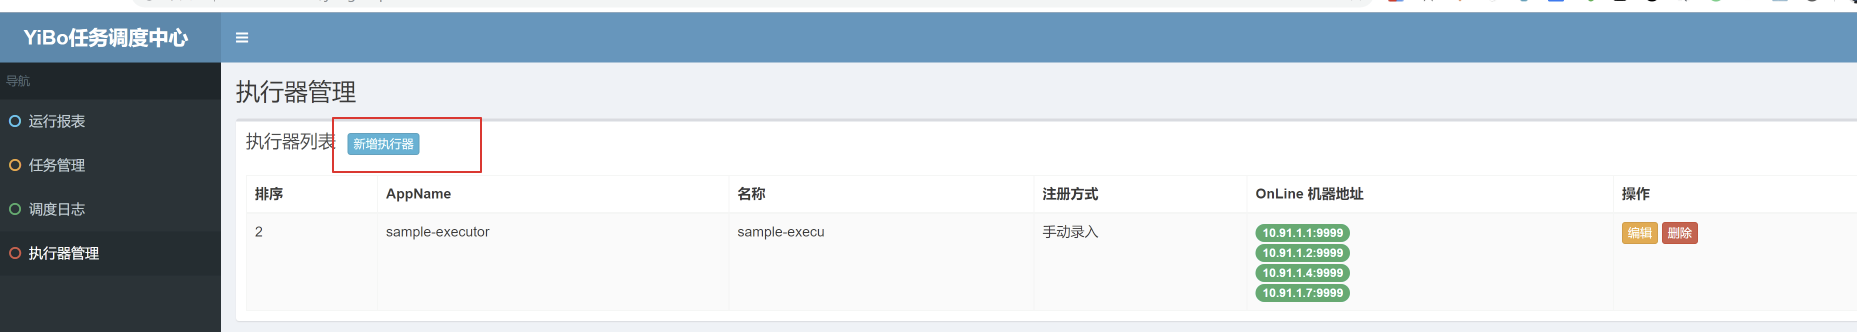 YiBo任务调度中心
导航
运行报表
任务管理
调度日志
执行器管理
执行器管理
执行器列表 新增执行器
排序 AppName 名称 注册方式 OnLine 机器地址 操作
2 sample-executor sample-execu 手动录入 10.91.1.1:9999 编辑 删除
10.91.1.2:9999
10.91.1.4:9999
10.91.1.7:9999